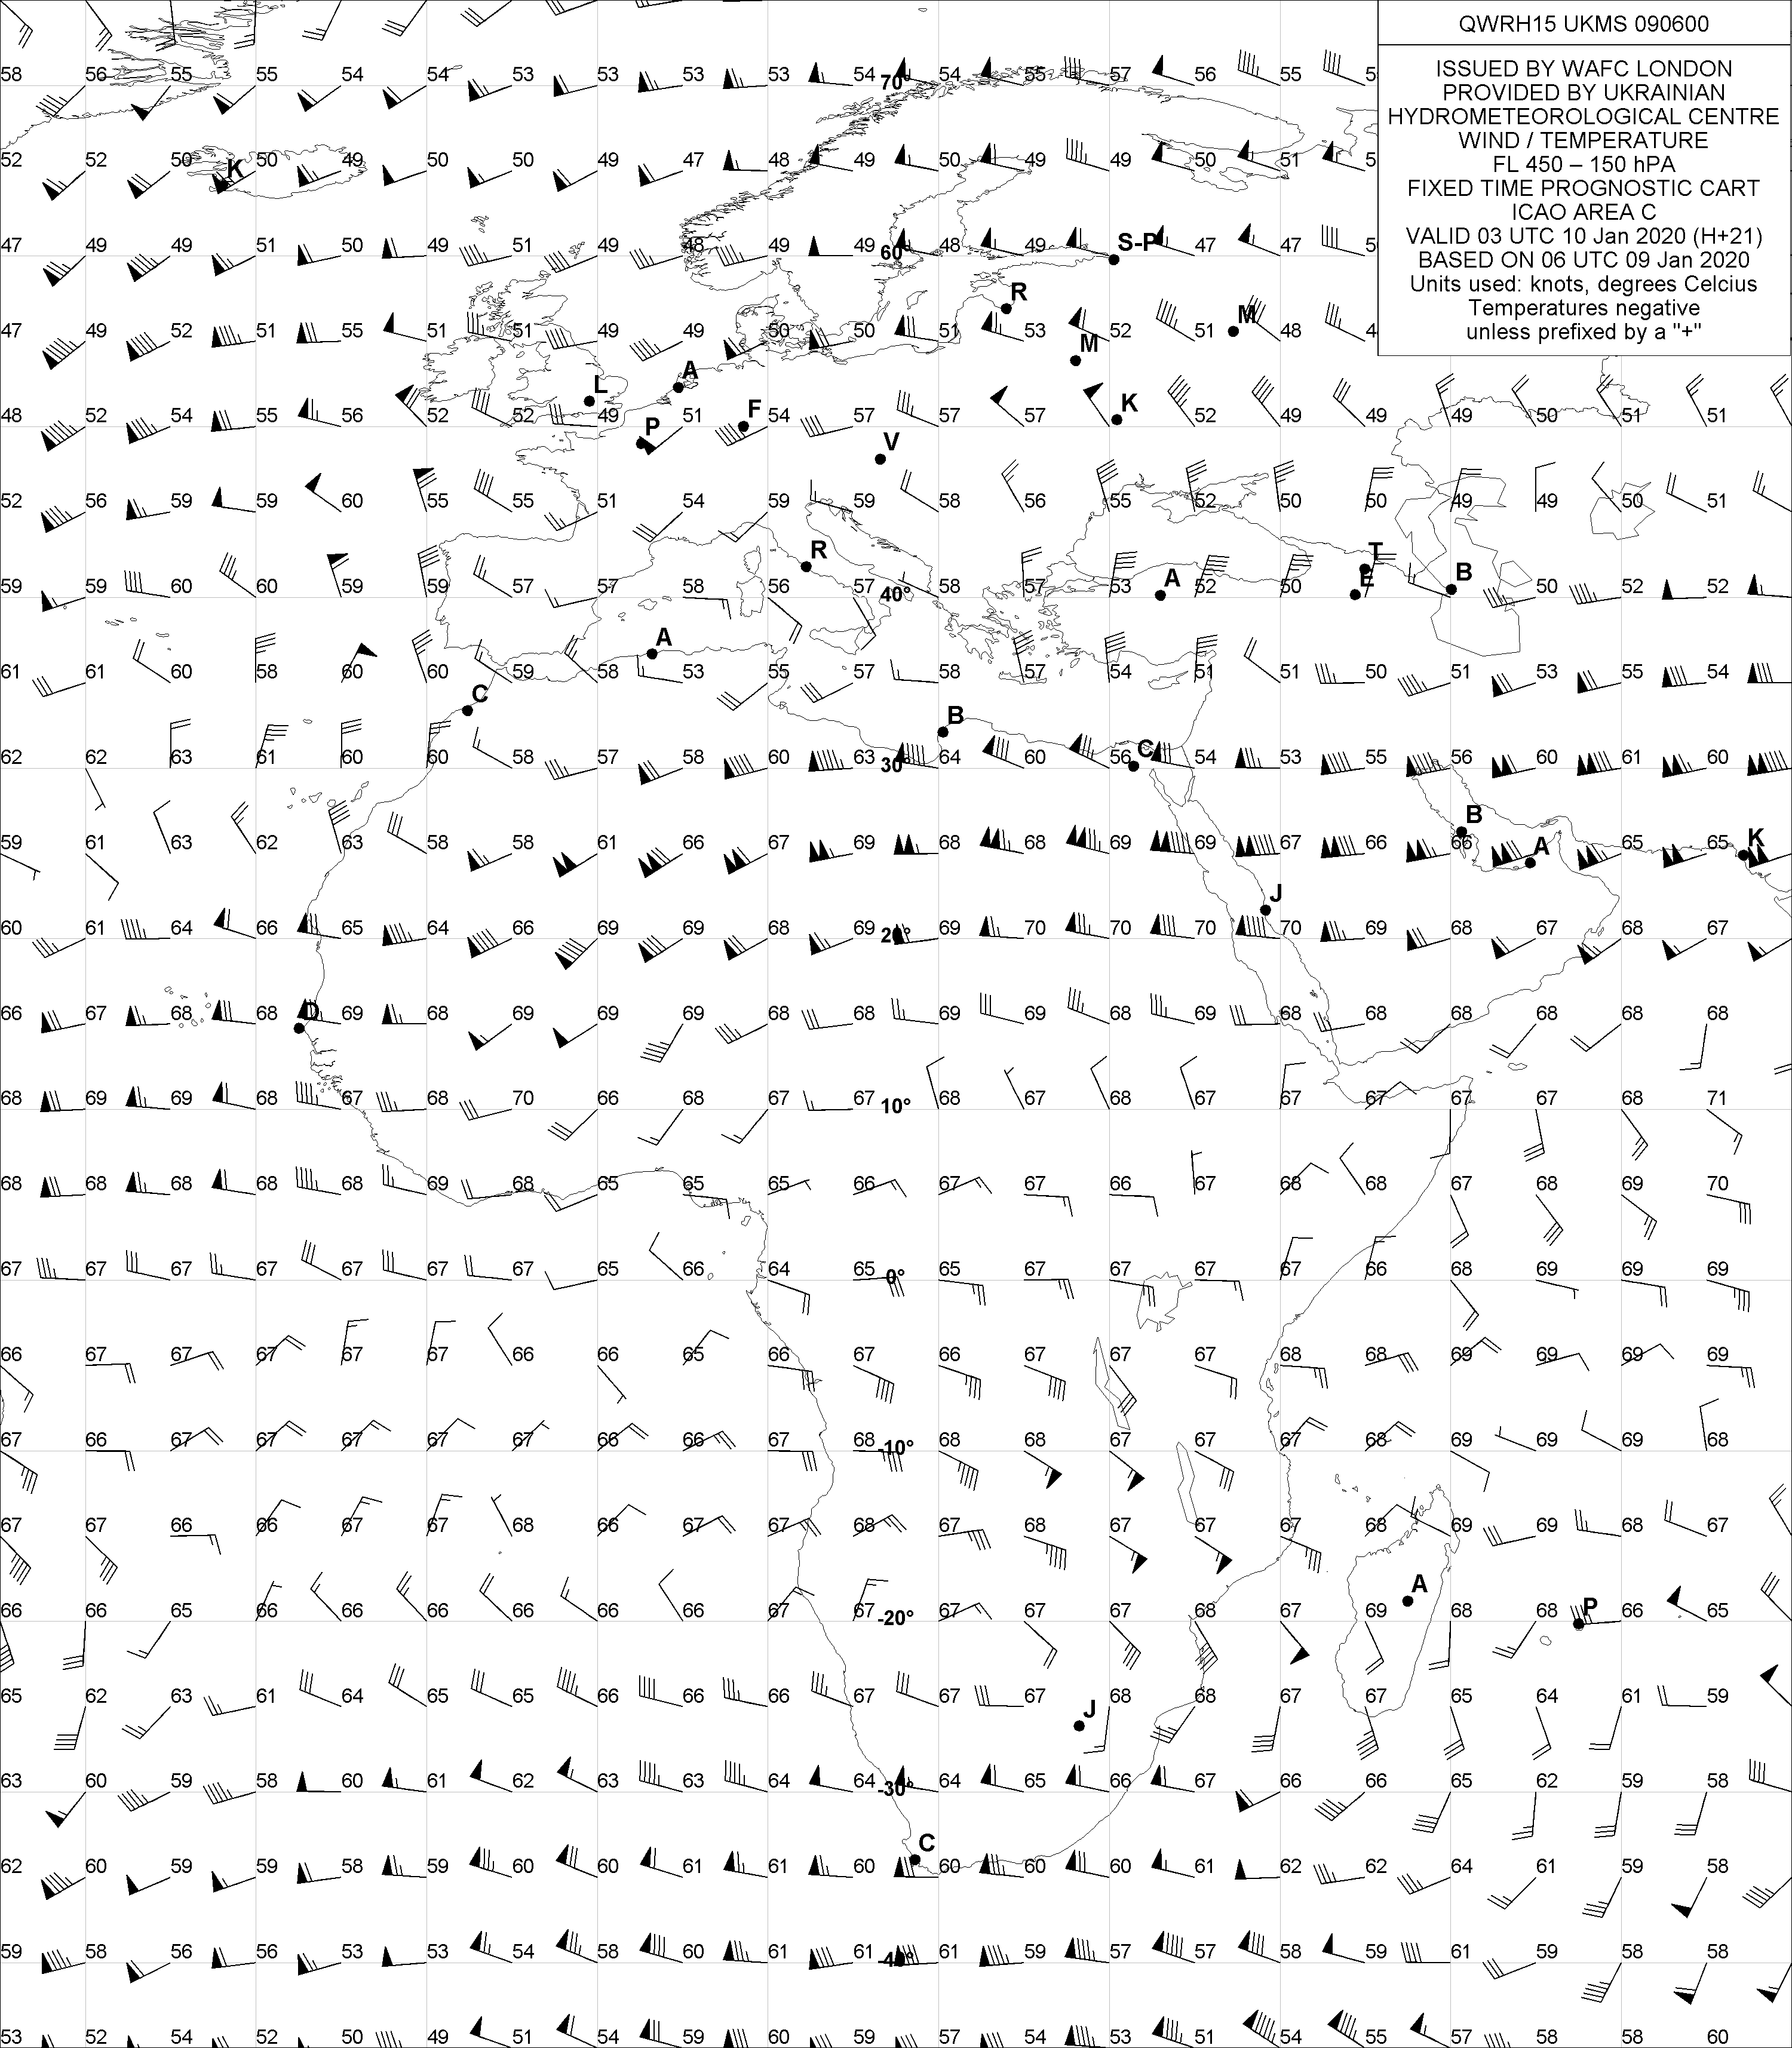 QWRH15 UKMS 090600
ISSUED BY WAFC LONDON
PROVIDED BY UKRAINIAN
HYDROMETEOROLOGICAL CENTRE
WIND / TEMPERATURE
FL 450 – 150 hPA
FIXED TIME PROGNOSTIC CART
ICAO AREA C
VALID 03 UTC 10 Jan 2020 (H+21)
BASED ON 06 UTC 09 Jan 2020
Units used: knots, degrees Celcius
Temperatures negative
unless prefixed by a "+"
58 56 55 55 54 54 53 53 53 53 54 70° 54 55 57 56 55 5
52 52 50 K 50 49 50 50 49 47 48 49 50 49 49 50 51 5
47 49 49 51 50 49 51 49 48 49 49 60° 48 49 S-P 47 47 5
R
47 49 52 51 55 51 51 49 49 50 50 51 53 52 51 M 48 4
M
L A
48 52 54 55 56 52 52 49 P 51 F 54 57 57 57 K 52 49 49 49 50 51 51
V
52 56 59 59 60 55 55 51 54 59 59 58 56 55 52 50 50 49 49 50 51
R T
59 59 60 60 59 59 57 57 58 56 57 40° 58 57 53 A 52 50 E B 50 52 52
A
61 61 60 58 60 60 59 58 53 55 57 58 57 54 51 51 50 51 53 55 54
C
B
62 62 63 61 60 60 58 57 58 60 63 30° 64 60 56 C 54 53 55 56 60 61 60
B
59 61 63 62 63 58 58 61 66 67 69 68 68 69 69 67 66 66 A 65 65 K
J
60 61 64 66 65 64 66 69 69 68 69 20° 69 70 70 70 70 69 68 67 68 67
66 67 68 68 D 69 68 69 69 69 68 68 69 69 68 69 68 68 68 68 68 68
68 69 69 68 67 68 70 66 68 67 67 10° 68 67 68 67 67 67 67 67 68 71
68 68 68 68 68 69 68 65 65 65 66 67 67 66 67 68 68 67 68 69 70
67 67 67 67 67 67 67 65 66 64 65 0° 65 67 67 67 67 66 68 69 69 69
66 67 67 67 67 67 66 66 65 66 67 66 67 67 67 68 68 69 69 69 69
67 66 67 67 67 67 67 66 66 67 68 -10° 68 68 67 67 67 68 69 69 69 68
67 67 66 66 67 67 68 66 67 67 68 67 68 67 67 67 68 69 69 68 67
A
66 66 65 66 66 66 66 66 66 67 67 -20° 67 67 67 68 67 69 68 68 P 66 65
65 62 63 61 64 65 65 66 66 66 67 67 67 J 68 68 67 67 65 64 61 59
63 60 59 58 60 61 62 63 63 64 64 -30° 64 65 66 67 66 66 65 62 59 58
C
62 60 59 59 58 59 60 60 61 61 60 60 60 60 61 62 62 64 61 59 58
59 58 56 56 53 53 54 58 60 61 61 -40° 61 59 57 57 58 59 61 59 58 58
53 52 54 52 50 49 51 54 59 60 59 57 54 53 51 54 55 57 58 58 60